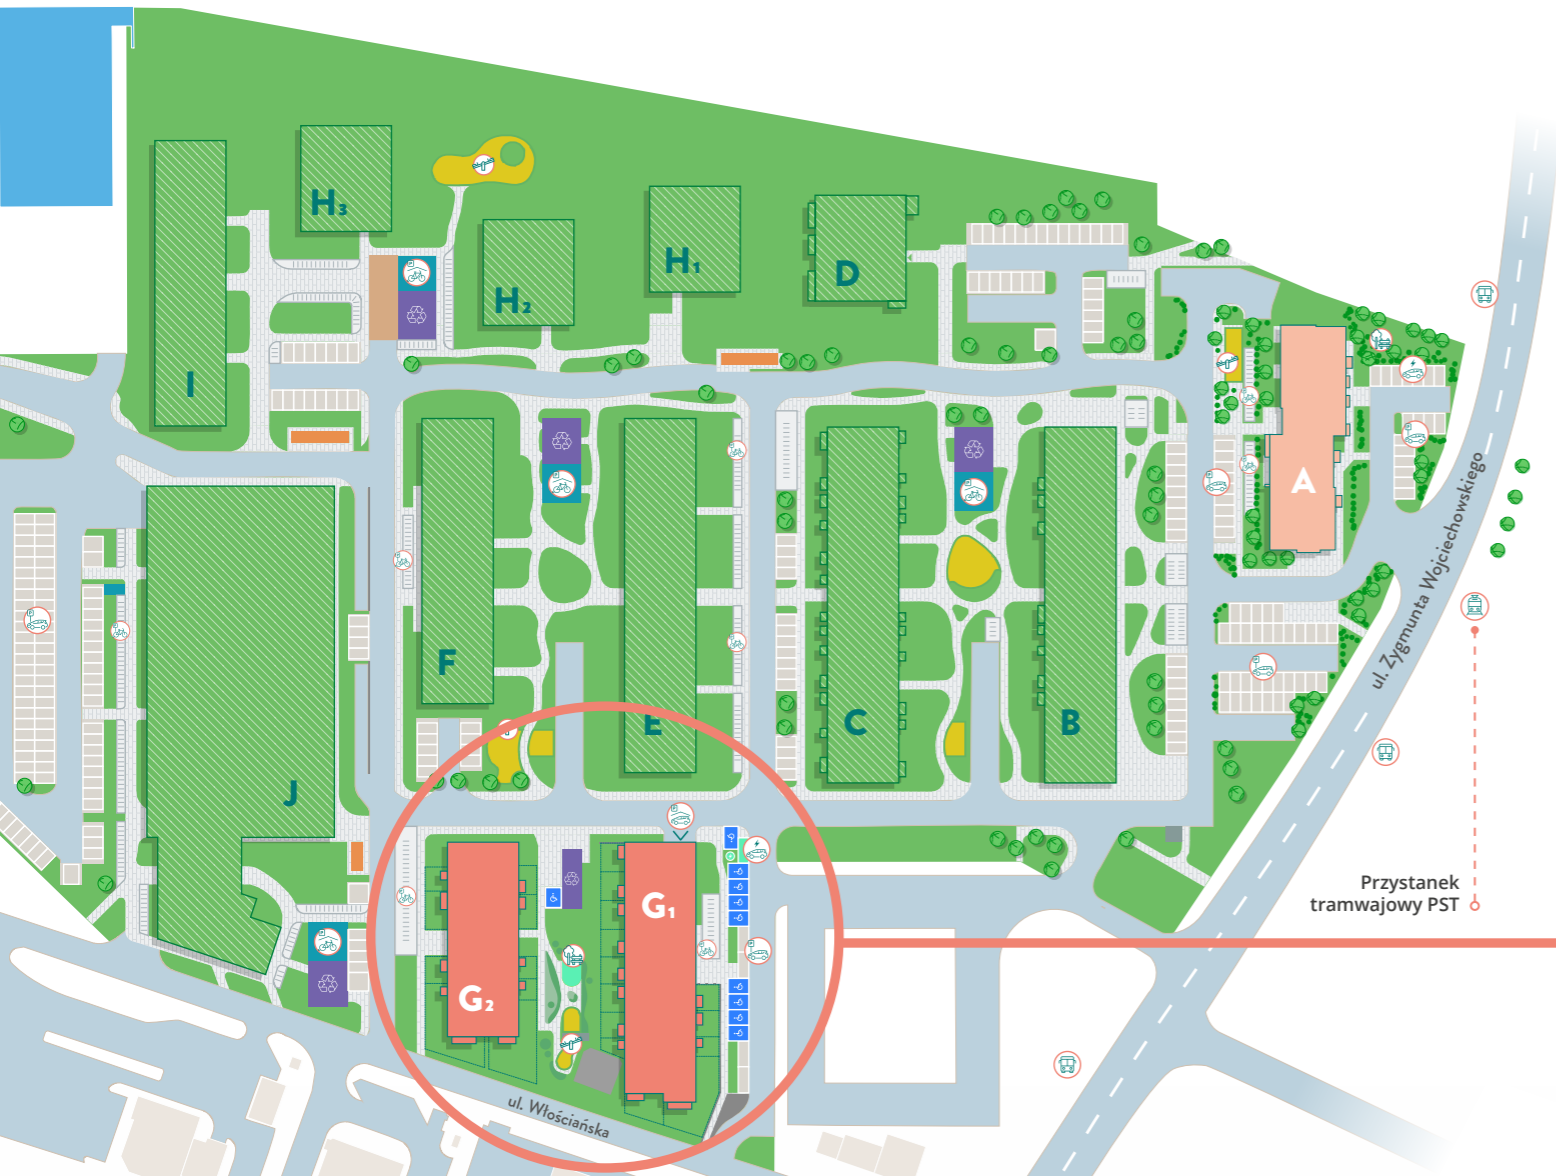 H₃
H₁
D
H₂
I
A
ul. Zygmunta Wojciechowskiego
F
E
C
B
J
Przystanek
tramwajowy PST
G₁
G₂
ul. Włościańska